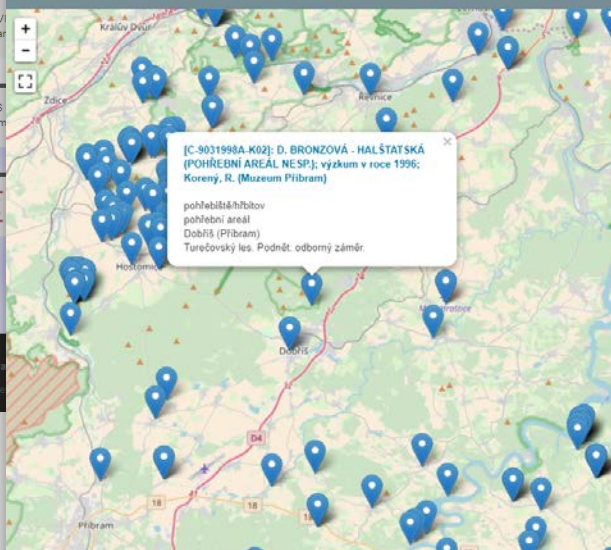 Králův Dvůr
+
−
Zdice
Řevnice
×
[C-9031998A-K02]: D. BRONZOVÁ - HALŠTATSKÁ
(POHŘEBNÍ AREÁL NESP.); výzkum v roce 1996;
Korený, R. (Muzeum Příbram)
pohřebiště/hřbitov
pohřební areál
Dobříš (Příbram)
Turečovský les. Podnět: odborný záměr.
Hostomice
Dobříš
D4
18
18
Příbram